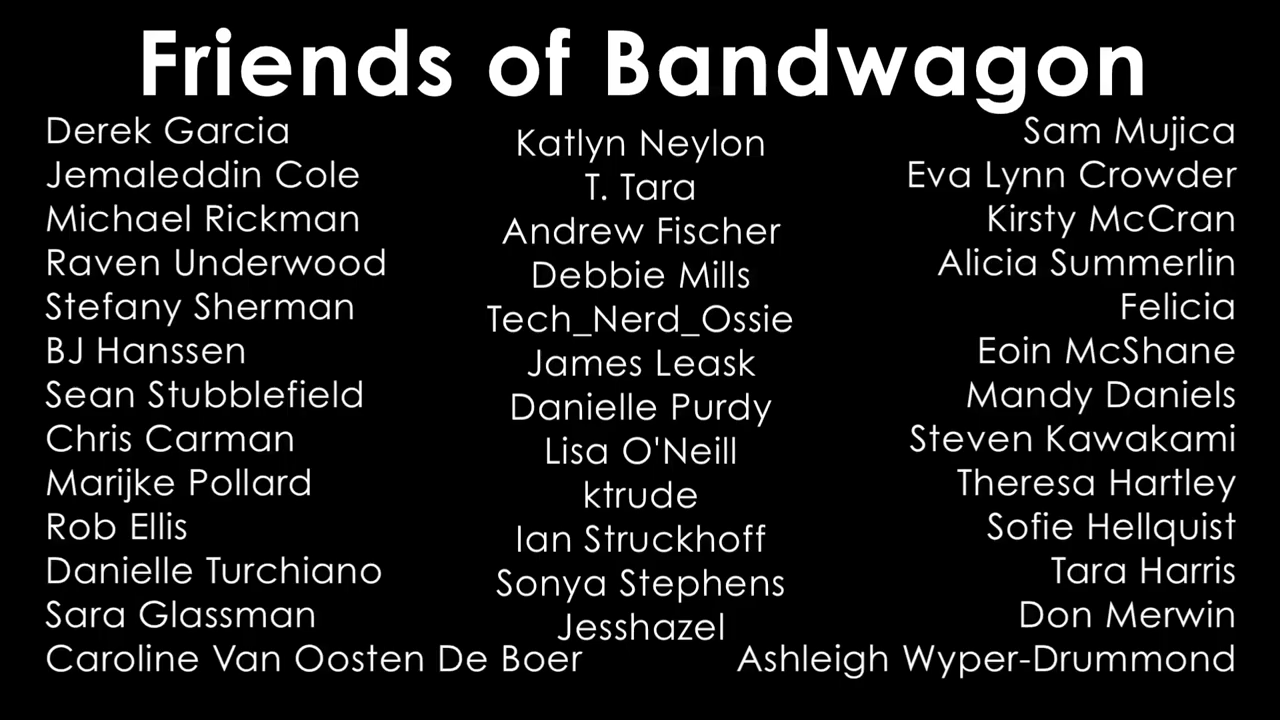 Friends of Bandwagon
Derek Garcia
Jemaleddin Cole
Michael Rickman
Raven Underwood
Stefany Sherman
BJ Hanssen
Sean Stubblefield
Chris Carman
Marijke Pollard
Rob Ellis
Danielle Turchiano
Sara Glassman
Caroline Van Oosten De Boer
Katlyn Neylon
T. Tara
Andrew Fischer
Debbie Mills
Tech_Nerd_Ossie
James Leask
Danielle Purdy
Lisa O'Neill
ktrude
Ian Struckhoff
Sonya Stephens
Jesshazel
Sam Mujica
Eva Lynn Crowder
Kirsty McCran
Alicia Summerlin
Felicia
Eoin McShane
Mandy Daniels
Steven Kawakami
Theresa Hartley
Sofie Hellquist
Tara Harris
Don Merwin
Ashleigh Wyper-Drummond